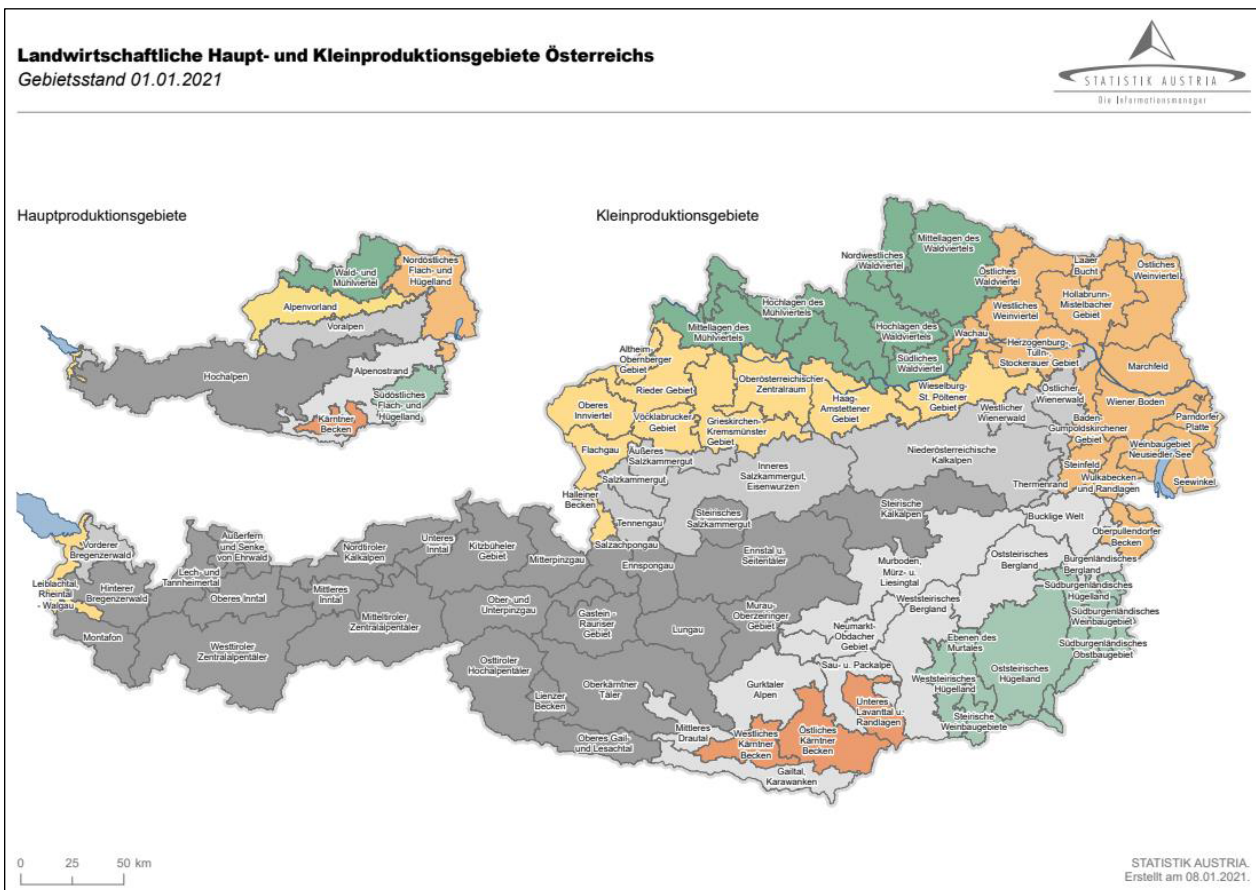 Landwirtschaftliche Haupt- und Kleinproduktionsgebiete Österreichs
Gebietsstand 01.01.2021
STATISTIK AUSTRIA
Die Informationsmanager
Hauptproduktionsgebiete
Wald- und
Mühlviertel
Nordöstliches
Flach- und
Hügelland
Alpenvorland
Voralpen
Hochalpen
Alpenostrand
Südöstliches
Flach- und
Hügelland
Kärntner
Becken
Kleinproduktionsgebiete
Mittellagen des
Waldviertels
Nordwestliches
Waldviertel
Östliches
Waldviertel
Laaer
Bucht
Östliches
Weinviertel
Westliches
Weinviertel
Hollabrunn-
Mistelbacher
Gebiet
Hochlagen des
Mühlviertels
Mittellagen des
Mühlviertels
Hochlagen des
Waldviertels
Wachau
Südliches
Waldviertel
Herzogenburg-
Tulln-
Stockerauer Gebiet
Marchfeld
Altheim-
Obernberger
Gebiet
Rieder Gebiet
Oberösterreichischer
Zentralraum
Haag-
Amstettener
Gebiet
Wieselburg-
St. Pöltener
Gebiet
Östlicher
Wienerwald
Wiener Boden
Oberes
Innviertel
Vöcklabrucker
Gebiet
Grieskirchen-
Kremsmünster
Gebiet
Westlicher
Wienerwald
Baden-
Gumpoldskirchener
Gebiet
Parndorfer
Platte
Weinbaugebiet
Neusiedler See
Flachgau
Äußeres
Salzkammergut
Salzkammergut
Inneres
Salzkammergut,
Eisenwurzen
Niederösterreichische
Kalkalpen
Steinfeld
Wulkabecken
und Randlagen
Seewinkel
Thermenrand
Halleiner
Becken
Tennengau
Steirisches
Salzkammergut
Steirische
Kalkalpen
Bucklige Welt
Oberpullendorfer
Becken
Vorderer
Bregenzerwald
Äußerfern
und Senke
von Ehrwald
Nordtiroler
Kalkalpen
Unteres
Inntal
Kitzbüheler
Gebiet
Mitterpinzgau
Salzachpongau
Ennspongau
Ennstal u.
Seitentäler
Murboden,
Mürz- u.
Liesingtal
Oststeirisches
Bergland
Burgenländisches
Bergland
Leiblachtal,
Rheintal
- Walgau
Hinterer
Bregenzerwald
Lech- und
Tannheimertal
Oberes Inntal
Mittleres
Inntal
Mitteltiroler
Zentralalpentäler
Ober- und
Unterpinzgau
Gastein -
Rauriser
Gebiet
Lungau
Murau-
Oberzeiringer
Gebiet
Weststeirisches
Bergland
Südburgenländisches
Hügelland
Südburgenländisches
Weinbaugebiet
Südburgenländisches
Obstbaugebiet
Montafon
Westtiroler
Zentralalpentäler
Neumarkt-
Obdacher
Gebiet
Ebenen des
Murtales
Oststeirisches
Hügelland
Osttiroler
Hochalpentäler
Oberkärntner
Täler
Gurktaler
Alpen
Sau- u. Packalpe
Weststeirisches
Hügelland
Lienzer
Becken
Unteres
Lavanttal u.
Randlagen
Steirische
Weinbaugebiete
Oberes Gail-
und Lesachtal
Mittleres
Drautal
Westliches
Kärntner
Becken
Östliches
Kärntner
Becken
Gailtal,
Karawanken
0 25 50 km
STATISTIK AUSTRIA.
Erstellt am 08.01.2021.